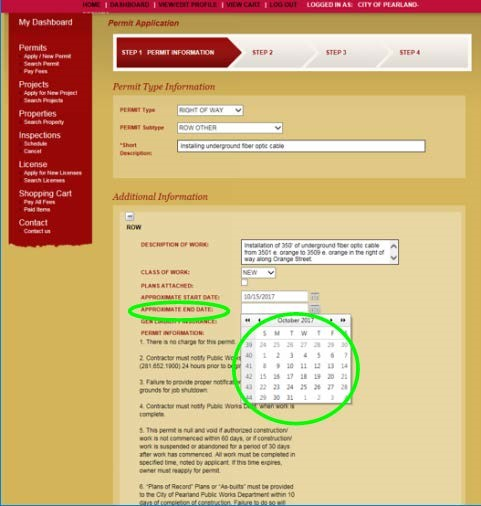 HOME | DASHBOARD | VIEW/EDIT PROFILE | VIEW CART | LOG OUT LOGGED IN AS: CITY OF PEARLAND-
My Dashboard
Permits
Apply / New Permit
Search Permit
Pay Fees
Projects
Apply for New Project
Search Projects
Properties
Search Property
Inspections
Schedule
Cancel
License
Apply for New Licenses
Search Licenses
Shopping Cart
Pay All Fees
Paid Items
Contact
Contact us
Permit Application
STEP 1 PERMIT INFORMATION STEP 2 STEP 3 STEP 4
Permit Type Information
PERMIT Type RIGHT OF WAY
PERMIT Subtype ROW OTHER
*Short Description: Installing underground fiber optic cable
Additional Information
ROW
DESCRIPTION OF WORK: Installation of 350' of underground fiber optic cable
from 3501 e. orange to 3509 e. orange in the right of
way along Orange Street.
CLASS OF WORK: NEW
PLANS ATTACHED:
APPROXIMATE START DATE: 10/15/2017
APPROXIMATE END DATE:
GEN LIABILITY INSURANCE:
October 2017
S M T W T F S
39 24 25 26 27 28 29 30
40 1 2 3 4 5 6 7
41 8 9 10 11 12 13 14
42 15 16 17 18 19 20 21
43 22 23 24 25 26 27 28
44 29 30 31 1 2 3 4
PERMIT INFORMATION:
1. There is no charge for this permit.
2. Contractor must notify Public Works
(281.652.1900) 24 hours prior to
3. Failure to provide proper
grounds for job shutdown.
4. Contractor must notify Public Works Dept. when work is
complete.
5. This permit is null and void if authorized construction/
work is not commenced within 60 days, or if construction/
work is suspended or abandoned for a period of 30 days
after work has commenced. All work must be completed in
specified time, noted by applicant. If this time expires,
owner must reapply for permit.
6. "Plans of Record" Plans or "As-builts" must be provided
to the City of Pearland Public Works Department within 10
days of completion of construction. Failure to do so will